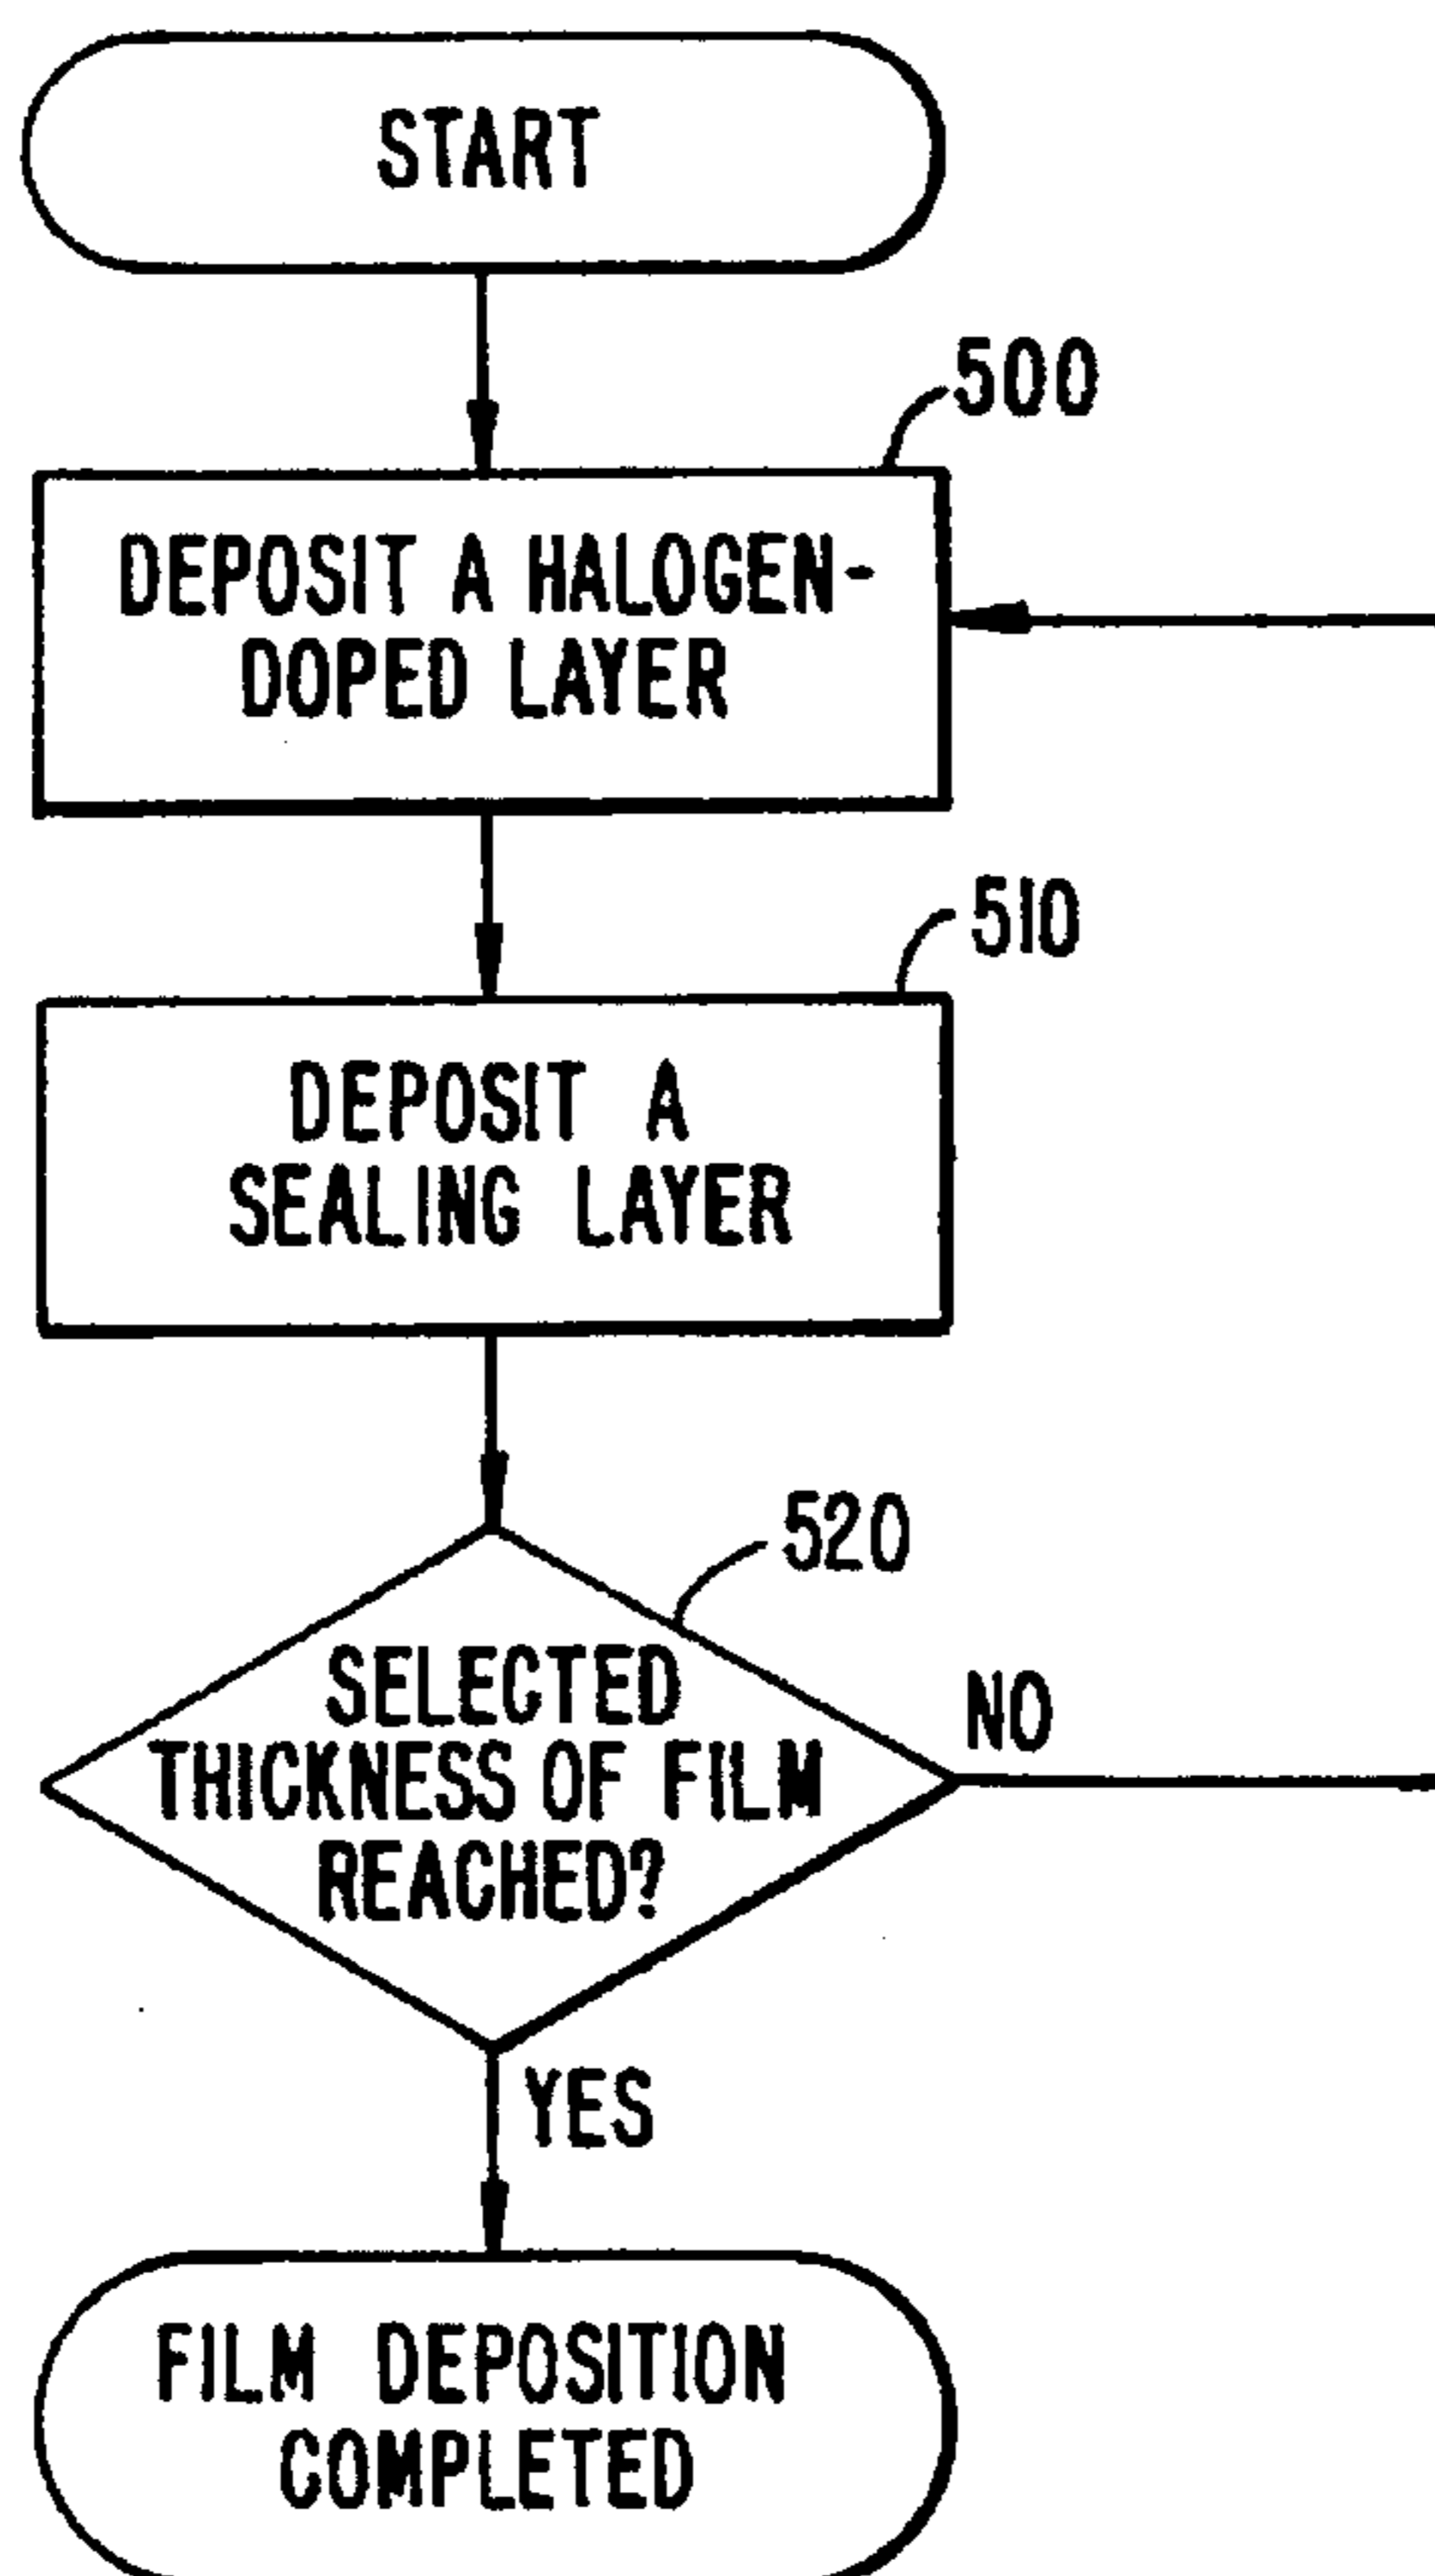 START
500
DEPOSIT A HALOGEN-
DOPED LAYER
510
DEPOSIT A
SEALING LAYER
520
SELECTED
THICKNESS OF FILM
REACHED?
NO
YES
FILM DEPOSITION
COMPLETED